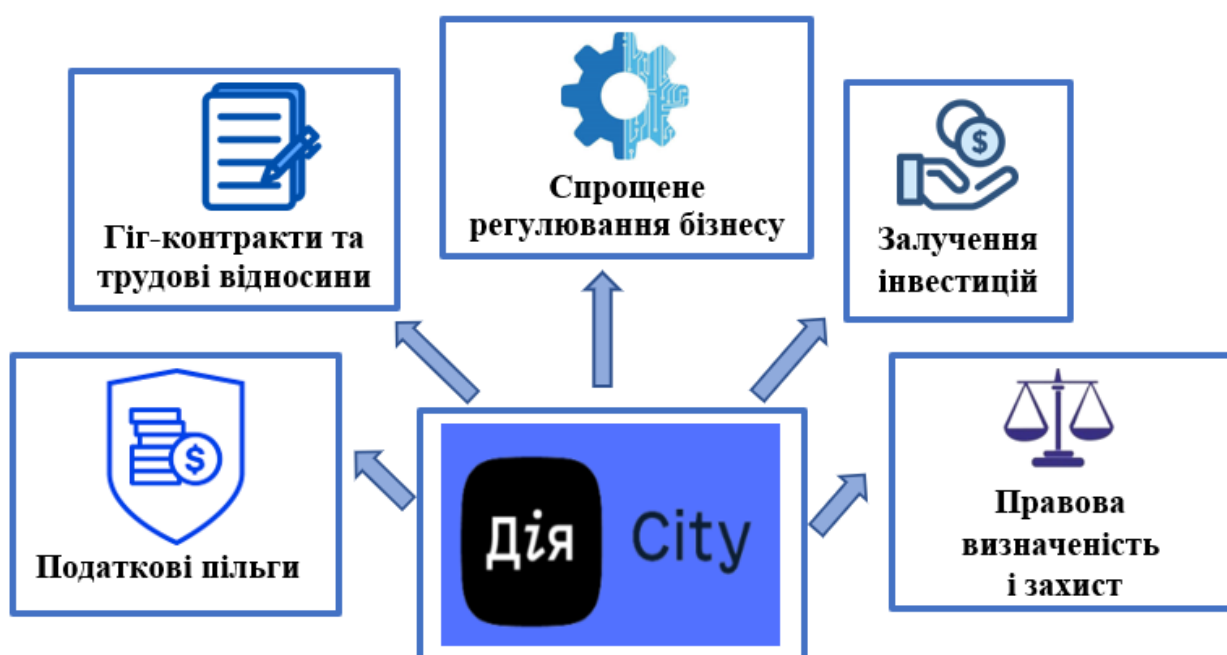 Спрощене
регулювання бізнесу
Гіг-контракти та
трудові відносини
$
Залучення
інвестицій
$
Податкові пільги
Дія City
Правова
визначеність
і захист